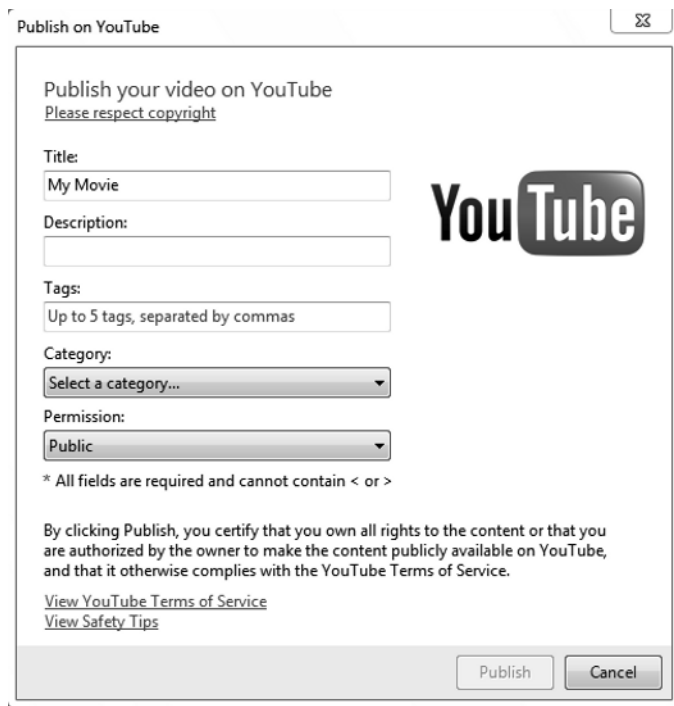 Publish on YouTube
Publish your video on YouTube
Please respect copyright
Title:
My Movie
YouTube
Description:
Tags:
Up to 5 tags, separated by commas
Category:
Select a category...
Permission:
Public
* All fields are required and cannot contain < or >
By clicking Publish, you certify that you own all rights to the content or that you
are authorized by the owner to make the content publicly available on YouTube,
and that it otherwise complies with the YouTube Terms of Service.
View YouTube Terms of Service
View Safety Tips
Publish
Cancel